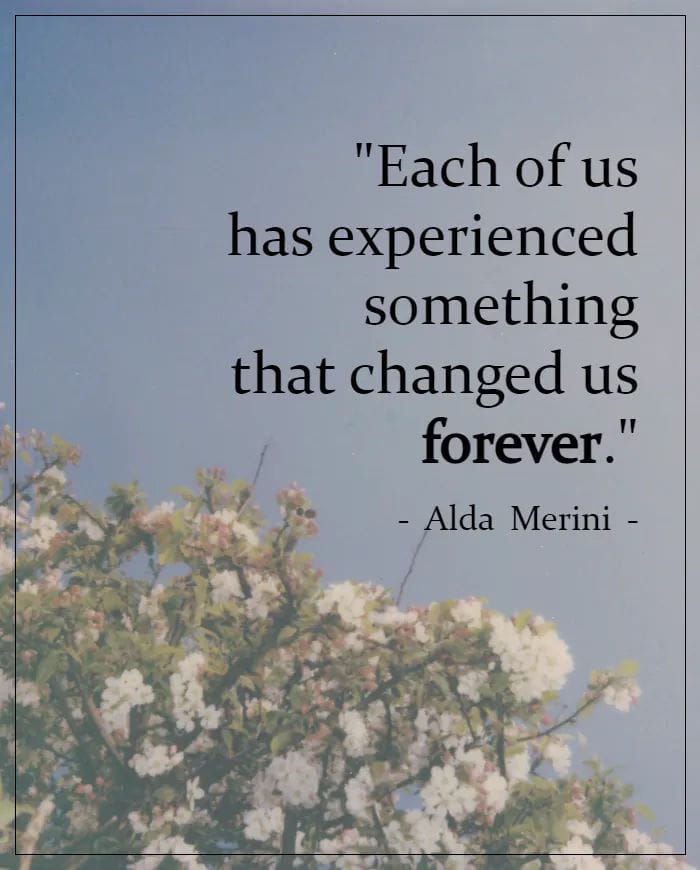 "Each of us
has experienced
something
that changed us
forever."
- Alda Merini -